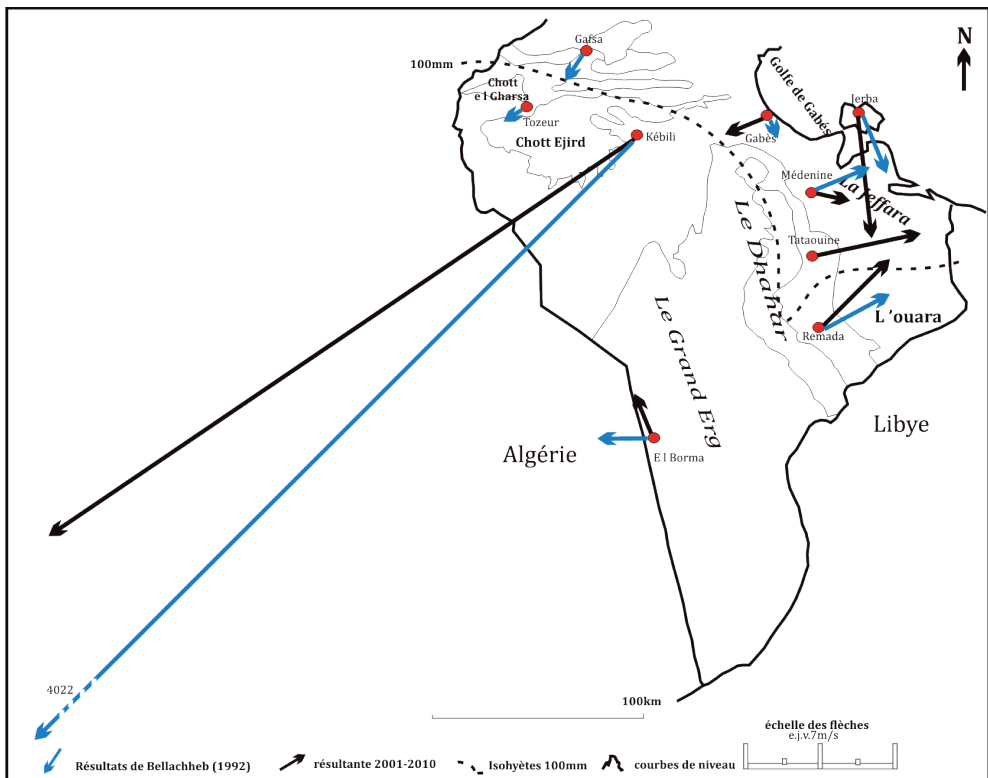 N
Gafsa
100mm
Chott
e l Gharsa
Tozeur
Chott Ejird
Kébili
Golfe de Gabés
Jerba
Gabès
Médenine
La Jeffara
Tataouine
Le Dhahar
L 'ouara
Remada
Le Grand Erg
Libye
Algérie
E l Borma
4022
100km
échelle des flèches
e.j.v.7m/s
Résultats de Bellachheb (1992)
résultante 2001-2010
Isohyètes 100mm
courbes de niveau